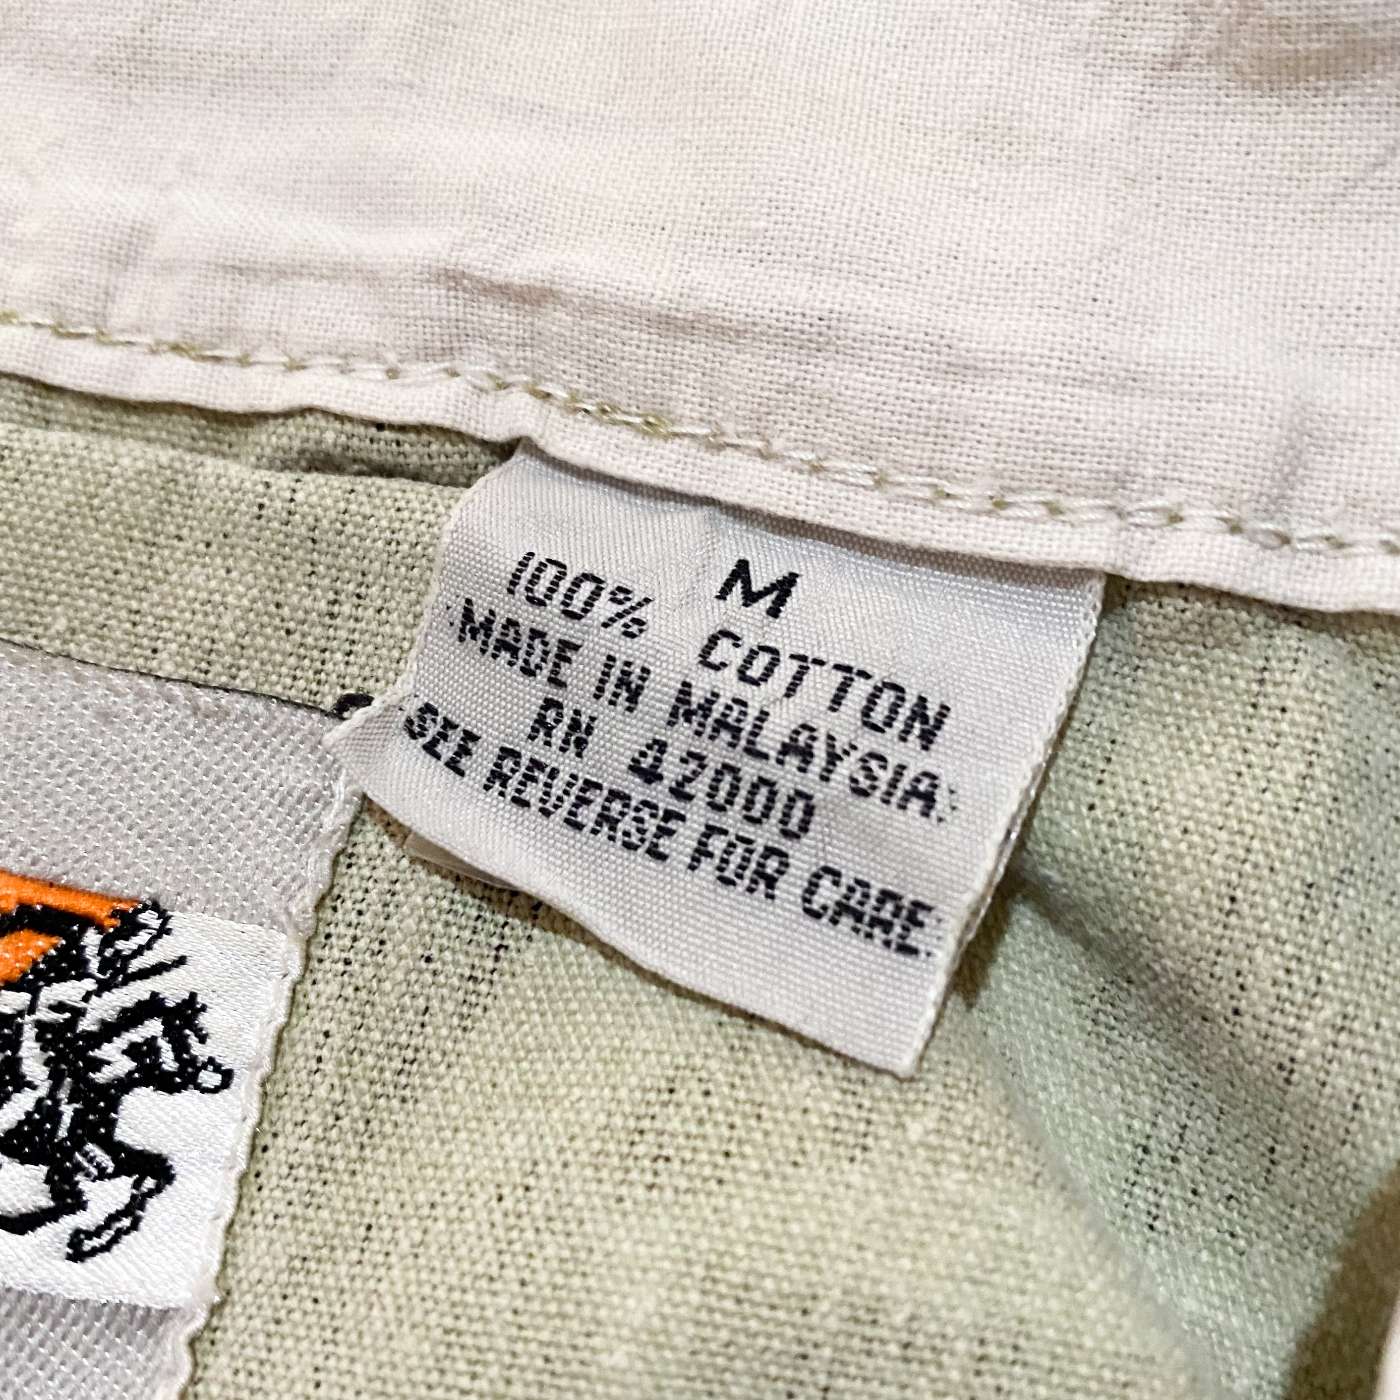 M
100% COTTON
MADE IN MALAYSIA
RN 42000
SEE REVERSE FOR CARE